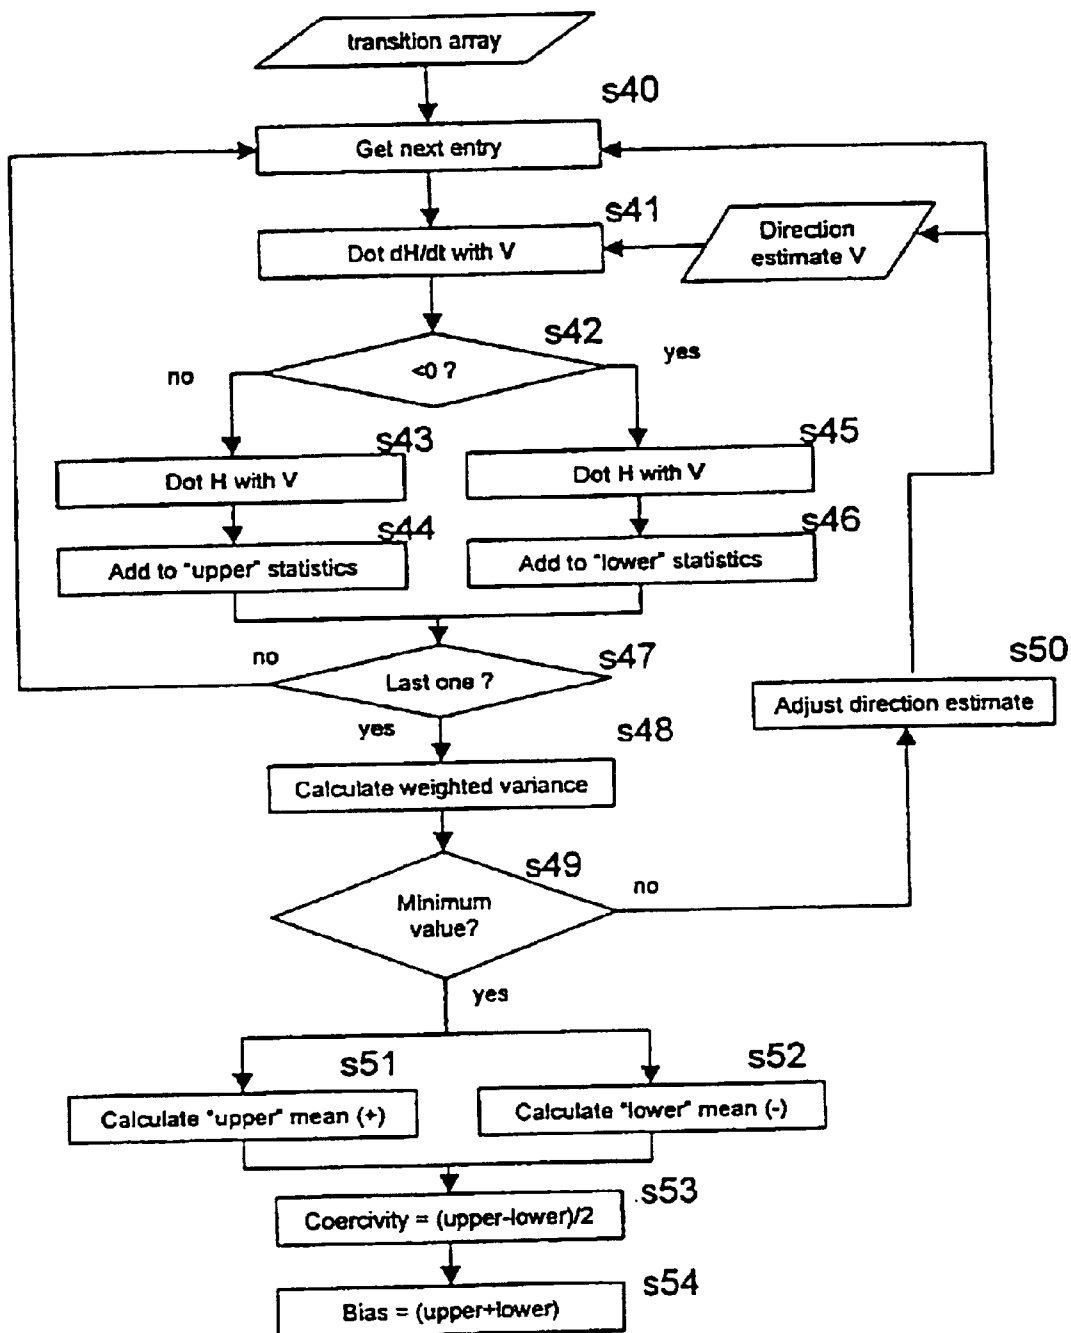 transition array
s40
Get next entry
s41
Dot dH/dt with V
Direction
estimate V
s42
<0 ?
no
yes
s43
Dot H with V
s45
Dot H with V
s44
Add to "upper" statistics
s46
Add to "lower" statistics
no
s47
Last one ?
yes
s50
Adjust direction estimate
s48
Calculate weighted variance
s49
Minimum
value?
no
yes
s51
Calculate "upper" mean (+)
s52
Calculate "lower" mean (-)
s53
Coercivity = (upper-lower)/2
s54
Bias = (upper+lower)